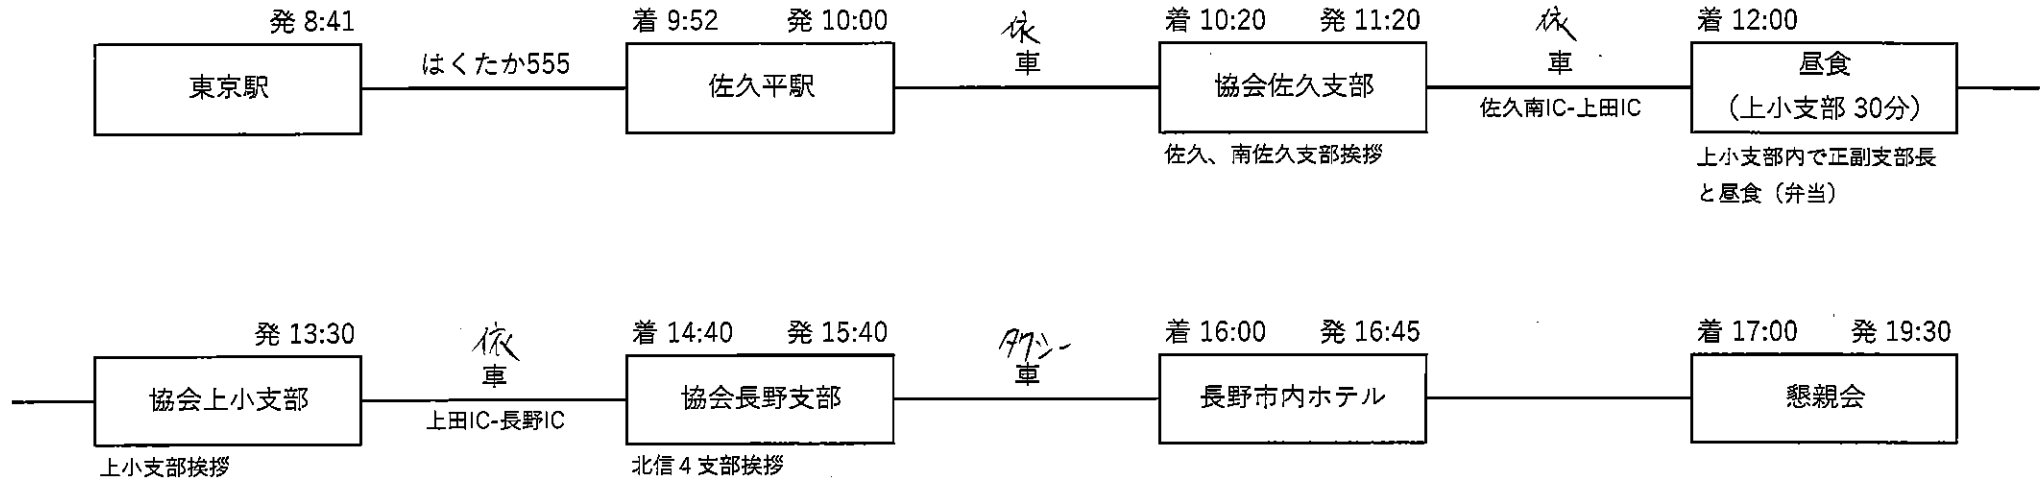 発 8:41
東京駅
はくたか555
着 9:52 発 10:00
佐久平駅
依
車
着 10:20 発 11:20
協会佐久支部
佐久、南佐久支部挨拶
依
車
佐久南IC-上田IC
着 12:00
昼食
(上小支部 30分)
上小支部内で正副支部長
と昼食（弁当）
発 13:30
協会上小支部
上小支部挨拶
依
車
上田IC-長野IC
着 14:40 発 15:40
協会長野支部
北信４支部挨拶
タクシー
車
着 16:00 発 16:45
長野市内ホテル
着 17:00 発 19:30
懇親会